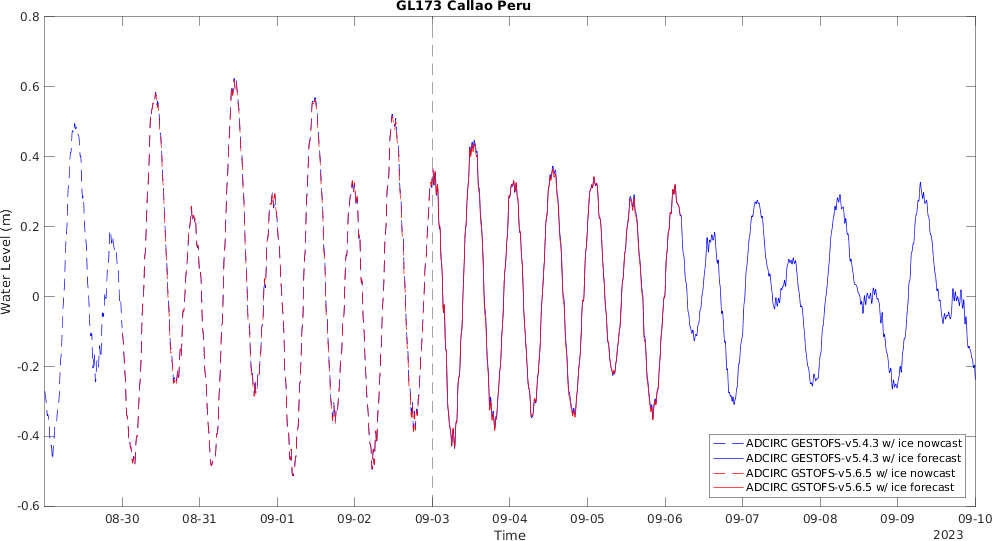 GL173 Callao Peru
Water Level (m)
0.8
0.6
0.4
0.2
0
-0.2
-0.4
-0.6
ADCIRC GESTOFS-v5.4.3 w/ ice nowcast
ADCIRC GESTOFS-v5.4.3 w/ ice forecast
ADCIRC GSTOFS-v5.6.5 w/ ice nowcast
ADCIRC GSTOFS-v5.6.5 w/ ice forecast
08-30 08-31 09-01 09-02 09-03 09-04 09-05 09-06 09-07 09-08 09-09 09-10
Time
2023